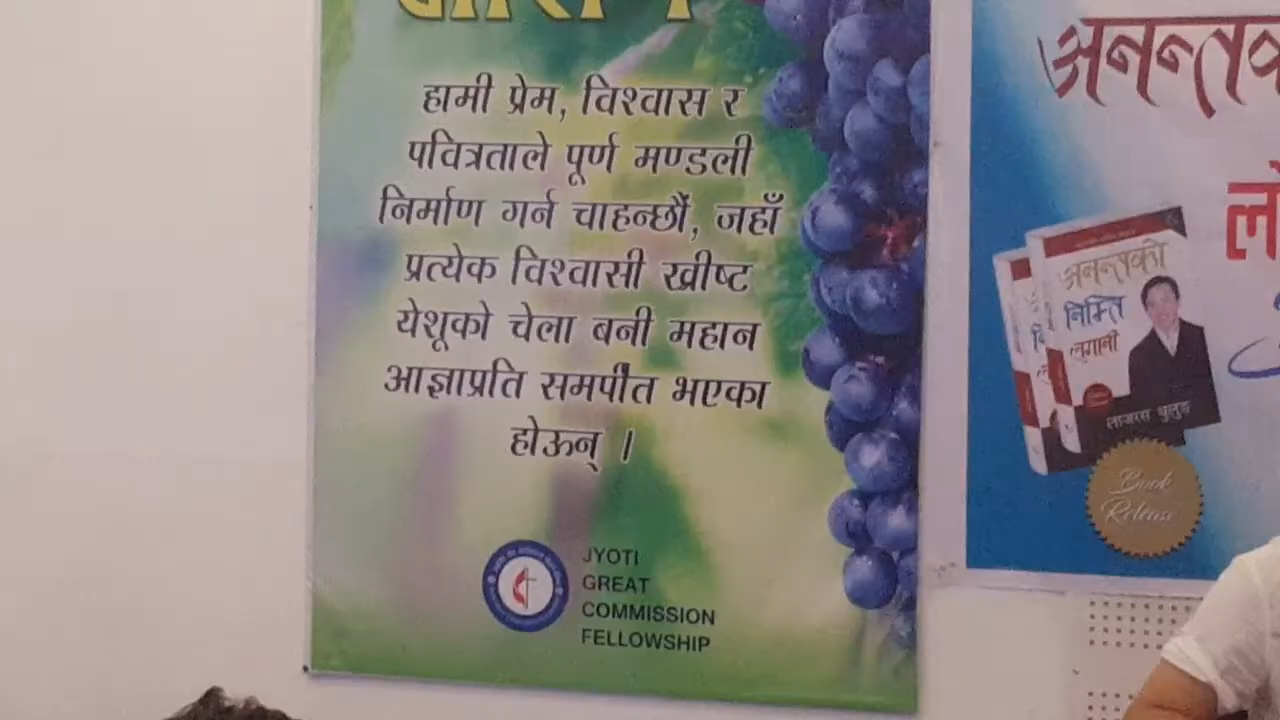 हामी प्रेम, विश्वास र
पवित्रताले पूर्ण मण्डली
निर्माण गर्न चाहन्छौं, जहाँ
प्रत्येक विश्वासी ख्रीष्ट
येशूको चेला बनी महान
आज्ञाप्रति समर्पीत भएका
होऊन् ।
JYOTI
GREAT
COMMISSION
FELLOWSHIP
अनन्तको
निम्ति
लगानी
लाजरस थुलुङ
Book
Release